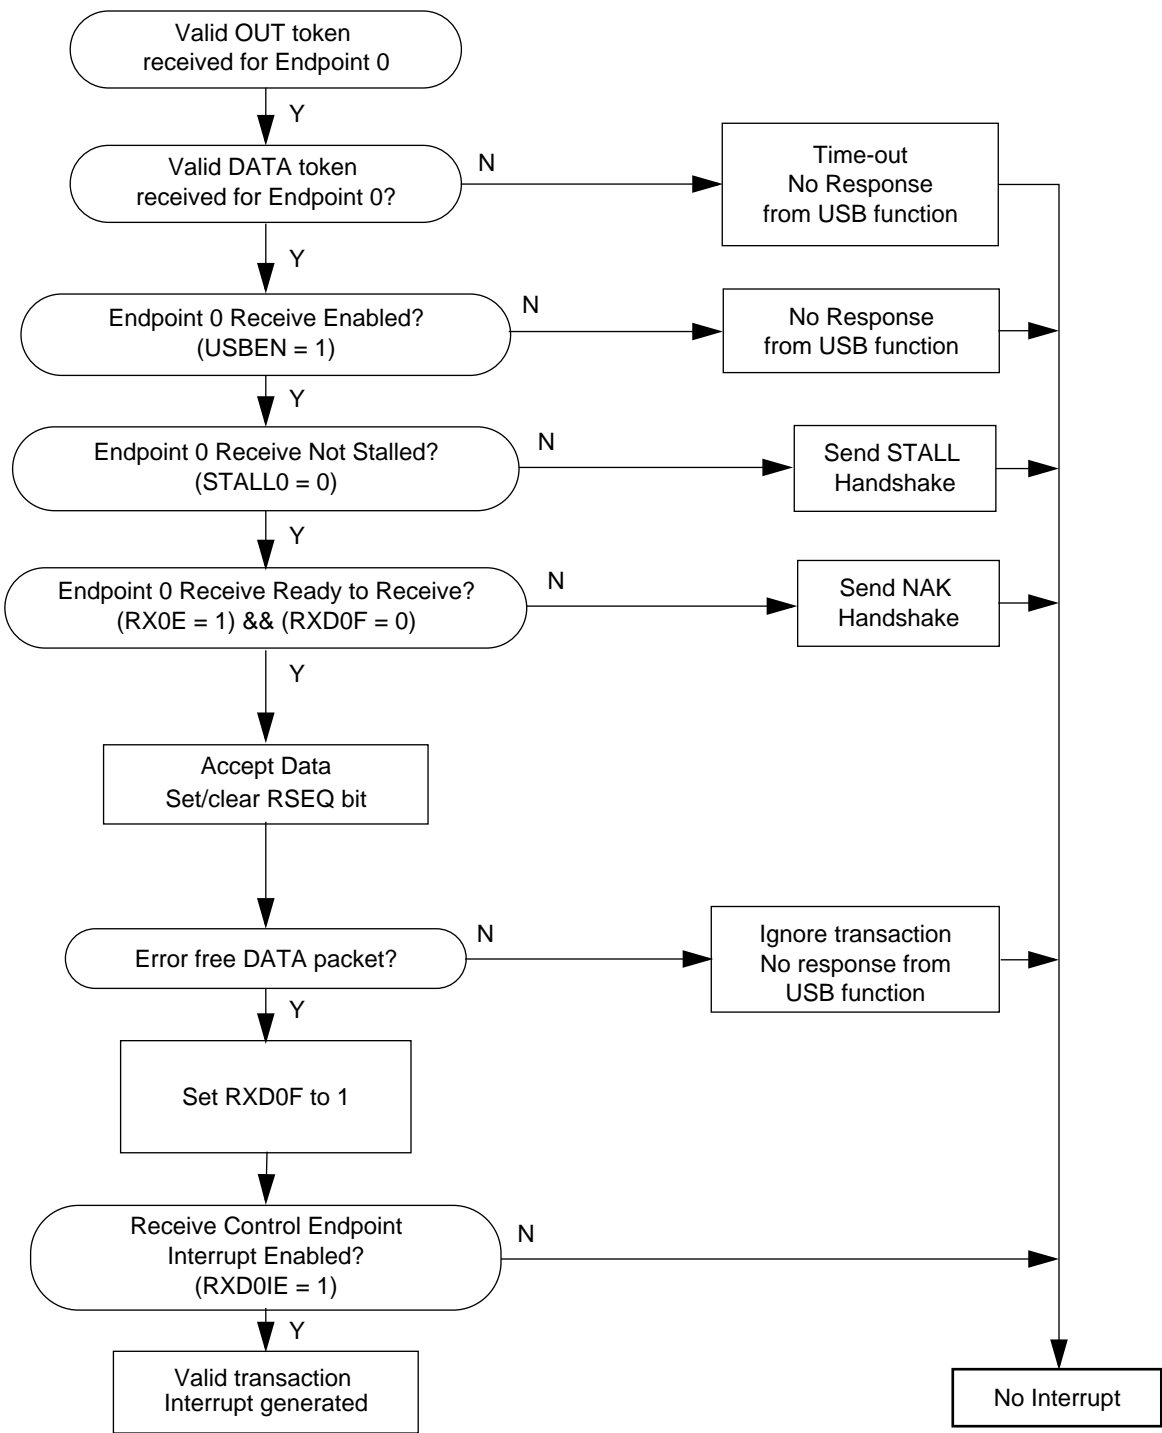 Valid OUT token
received for Endpoint 0
Y
Valid DATA token
received for Endpoint 0?
N
Time-out
No Response
from USB function
Y
Endpoint 0 Receive Enabled?
(USBEN = 1)
N
No Response
from USB function
Y
Endpoint 0 Receive Not Stalled?
(STALL0 = 0)
N
Send STALL
Handshake
Y
Endpoint 0 Receive Ready to Receive?
(RX0E = 1) && (RXD0F = 0)
N
Send NAK
Handshake
Y
Accept Data
Set/clear RSEQ bit
Error free DATA packet?
N
Ignore transaction
No response from
USB function
Y
Set RXD0F to 1
Receive Control Endpoint
Interrupt Enabled?
(RXD0IE = 1)
N
Y
Valid transaction
Interrupt generated
No Interrupt